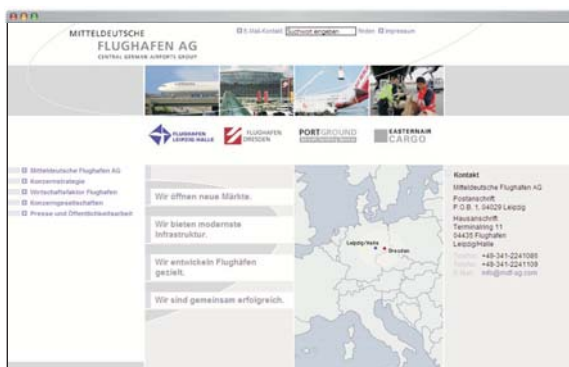 MITTELDEUTSCHE
FLUGHAFEN AG
CENTRAL GERMAN AIRPORTS GROUP
E-Mail-Kontakt Suchwort eingeben finden Impressum
FLUGHAFEN
LEIPZIG/HALLE
FLUGHAFEN
DRESDEN
PORTGROUND
EASTERNAIR
CARGO
Mitteldeutsche Flughafen AG
Konzernstrategie
Wirtschaftsfaktor Flughafen
Konzerngesellschaften
Presse und Öffentlichkeitsarbeit
Wir öffnen neue Märkte.
Wir bieten modernste
Infrastruktur.
Wir entwickeln Flughäfen
gezielt.
Wir sind gemeinsam erfolgreich.
Leipzig/Halle
Dresden
Kontakt
Mitteldeutsche Flughafen AG
Postanschrift
P.O.B. 1, 04029 Leipzig
Hausanschrift
Terminalring 11
04435 Flughafen
Leipzig/Halle
Telefon +49-341-2241086
+49-341-2241109
E-Mail info@mdf-ag.com